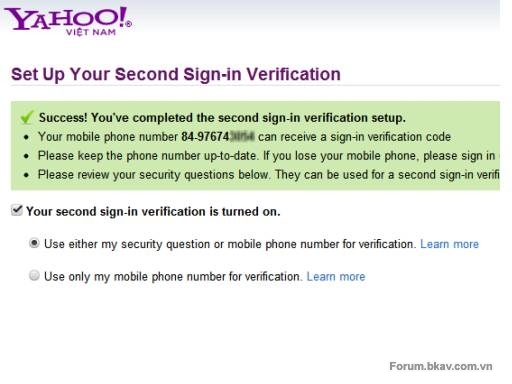 YAHOO!®
VIỆT NAM
Set Up Your Second Sign-in Verification
Success! You've completed the second sign-in verification setup.
Your mobile phone number 84-97674 can receive a sign-in verification code
Please keep the phone number up-to-date. If you lose your mobile phone, please sign in
Please review your security questions below. They can be used for a second sign-in verifi
Your second sign-in verification is turned on.
Use either my security question or mobile phone number for verification. Learn more
Use only my mobile phone number for verification. Learn more
Forum.bkav.com.vn